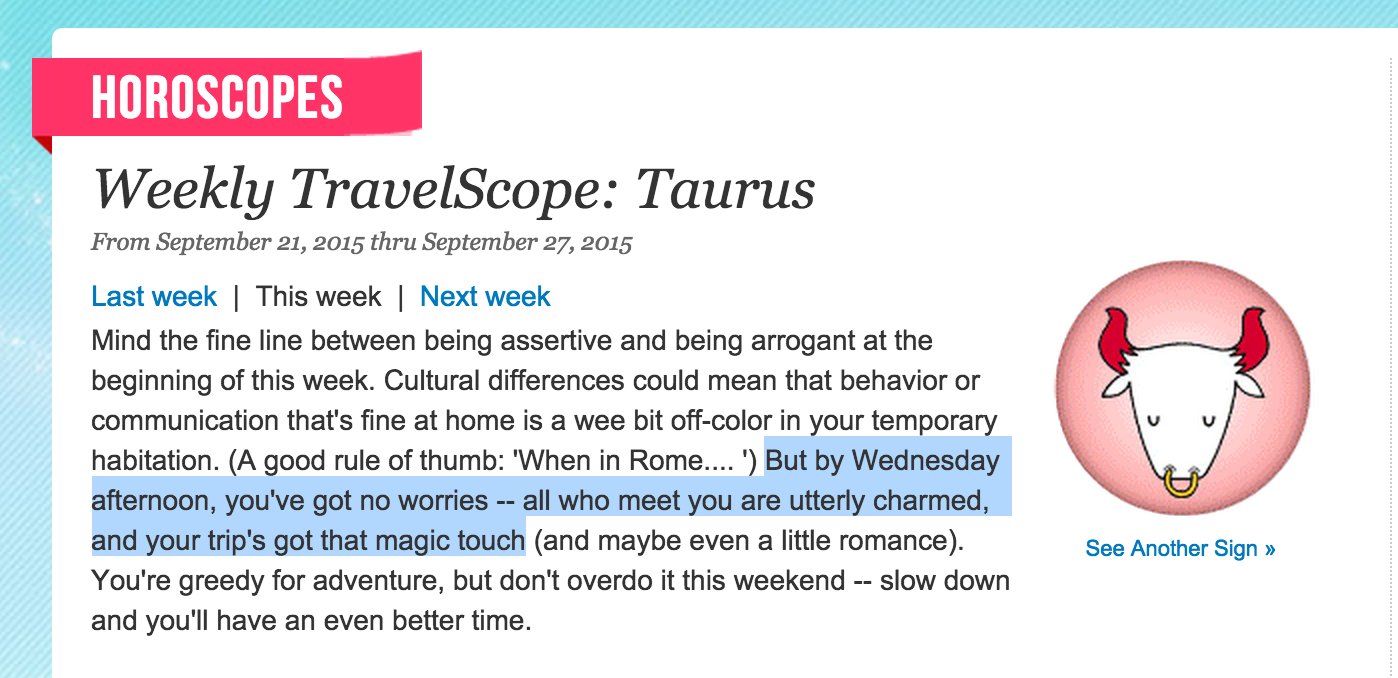 HOROSCOPES
Weekly TravelScope: Taurus
From September 21, 2015 thru September 27, 2015
Last week | This week | Next week
Mind the fine line between being assertive and being arrogant at the
beginning of this week. Cultural differences could mean that behavior or
communication that's fine at home is a wee bit off-color in your temporary
habitation. (A good rule of thumb: 'When in Rome.... ') But by Wednesday
afternoon, you've got no worries -- all who meet you are utterly charmed,
and your trip's got that magic touch (and maybe even a little romance).
You're greedy for adventure, but don't overdo it this weekend -- slow down
and you'll have an even better time.
See Another Sign »